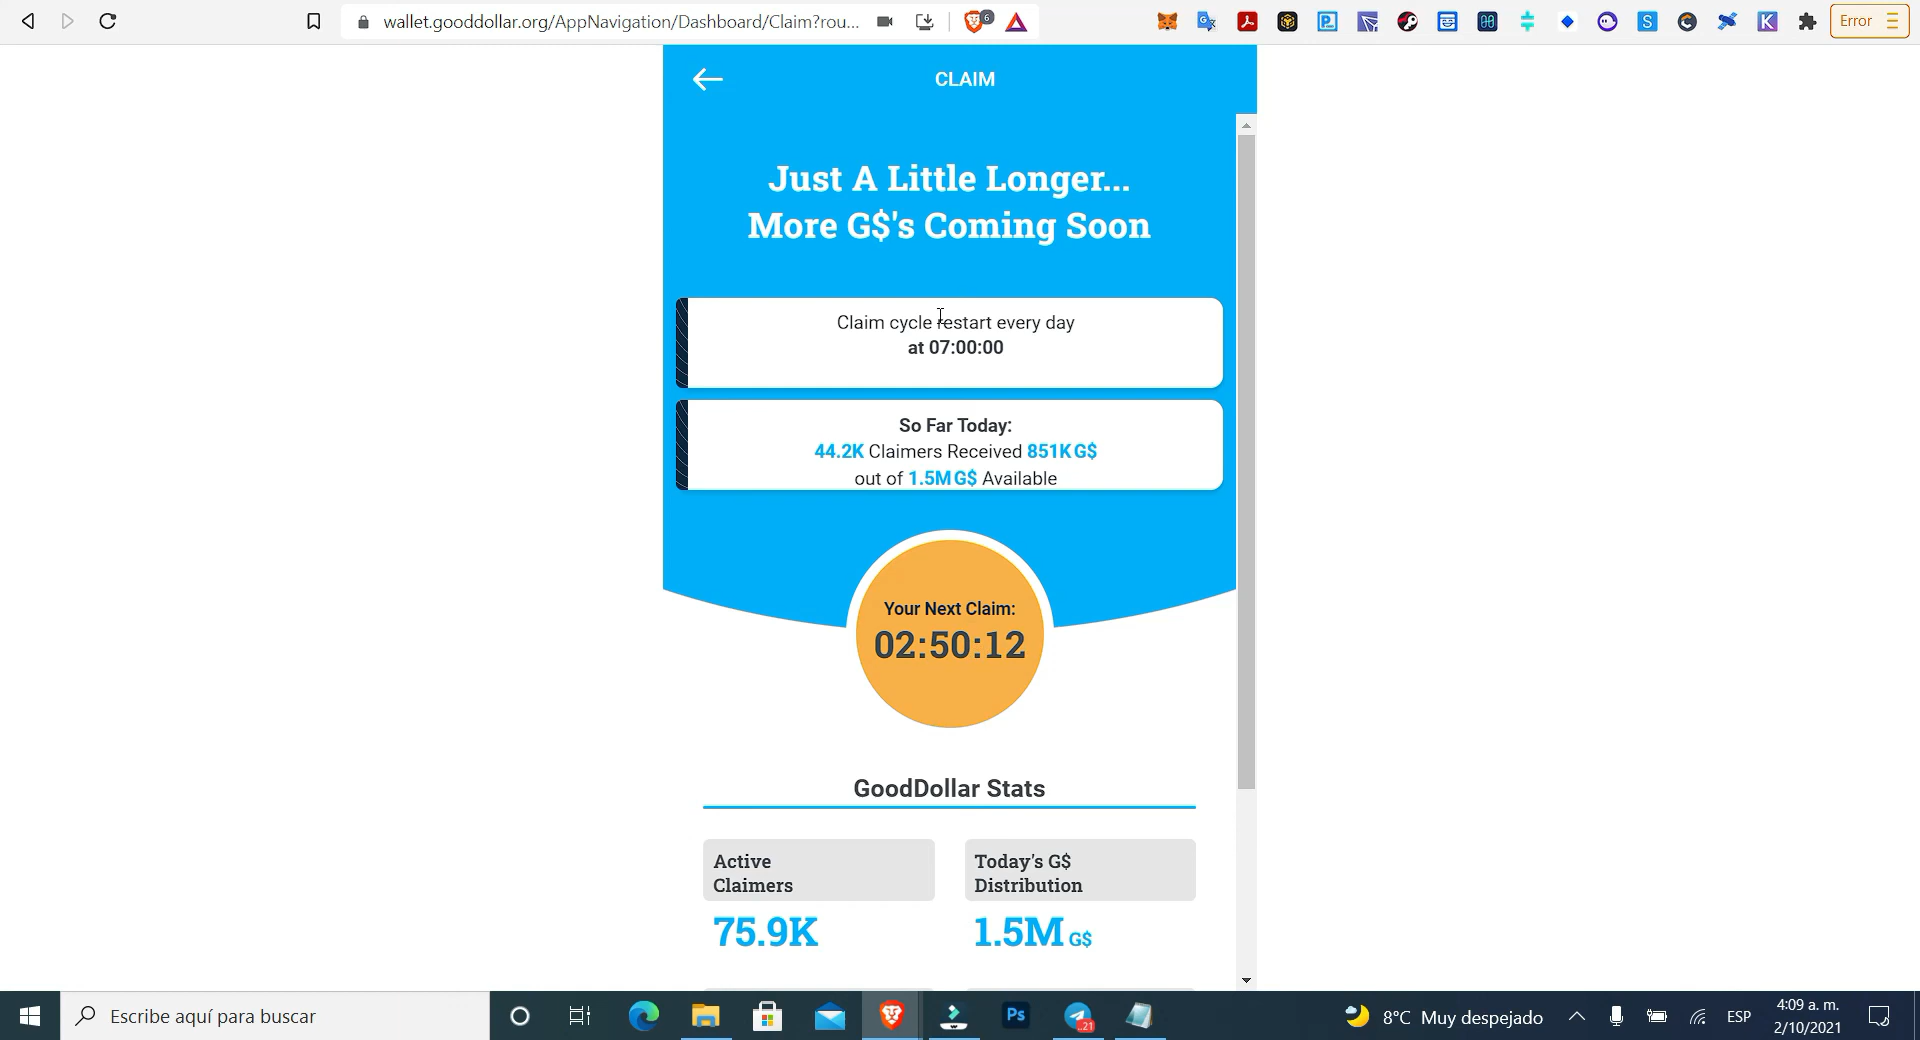 wallet.gooddollar.org/AppNavigation/Dashboard/Claim?rou...
6
Error
CLAIM
Just A Little Longer...
More G$'s Coming Soon
Claim cycle restart every day
at 07:00:00
So Far Today:
44.2K Claimers Received 851K G$
out of 1.5M G$ Available
Your Next Claim:
02:50:12
GoodDollar Stats
Active
Claimers
75.9K
Today's G$
Distribution
1.5M G$
Escribe aquí para buscar
Ps
21
8°C Muy despejado
ESP
4:09 a. m.
2/10/2021